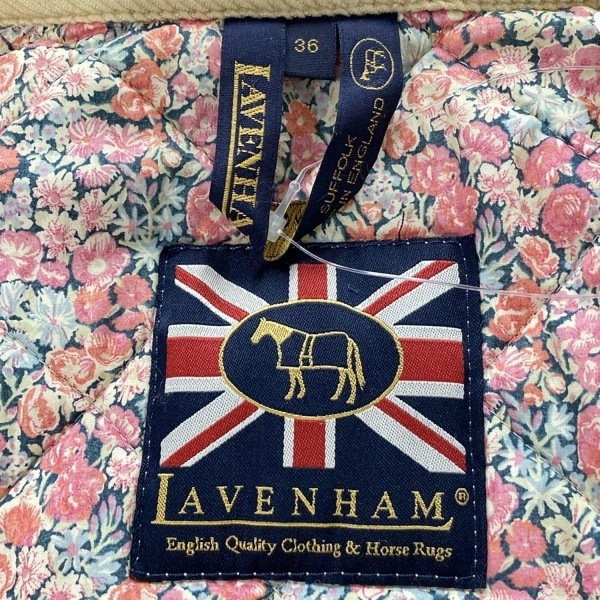 36
LAVENHA
SUFFOLK
IN ENGLAND
LAVENHAM®
English Quality Clothing & Horse Rugs